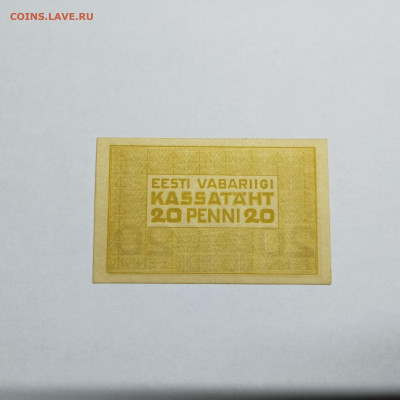 COINS.LAVE.RU
EESTI VABARIIGI
KASSATÄHT
20 PENNI 20